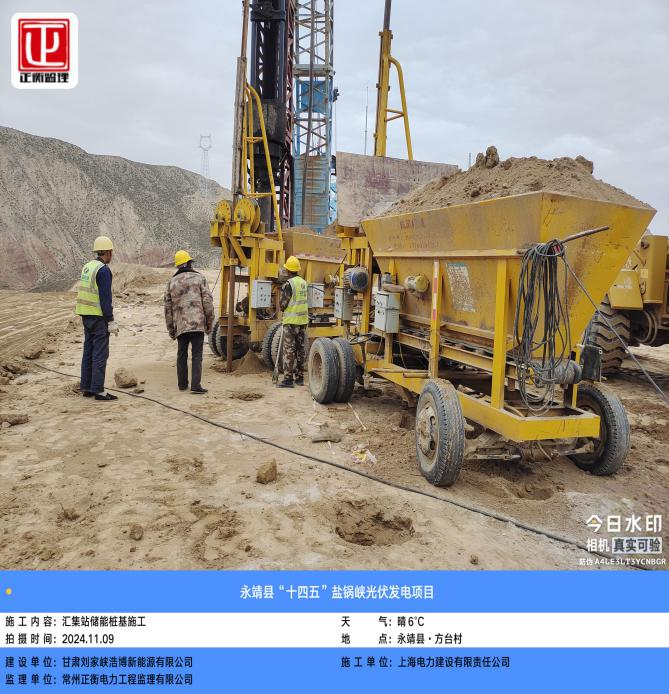 正衡监理
今日水印
相机 真实可验
防伪 A4LE3LT3YCNBGR
永靖县“十四五”盐锅峡光伏发电项目
施工内容：汇集站储能桩基施工
天气：晴6℃
拍摄时间：2024.11.09
地点：永靖县·方台村
建设单位：甘肃刘家峡浩博新能源有限公司
施工单位：上海电力建设有限责任公司
监理单位：常州正衡电力工程监理有限公司